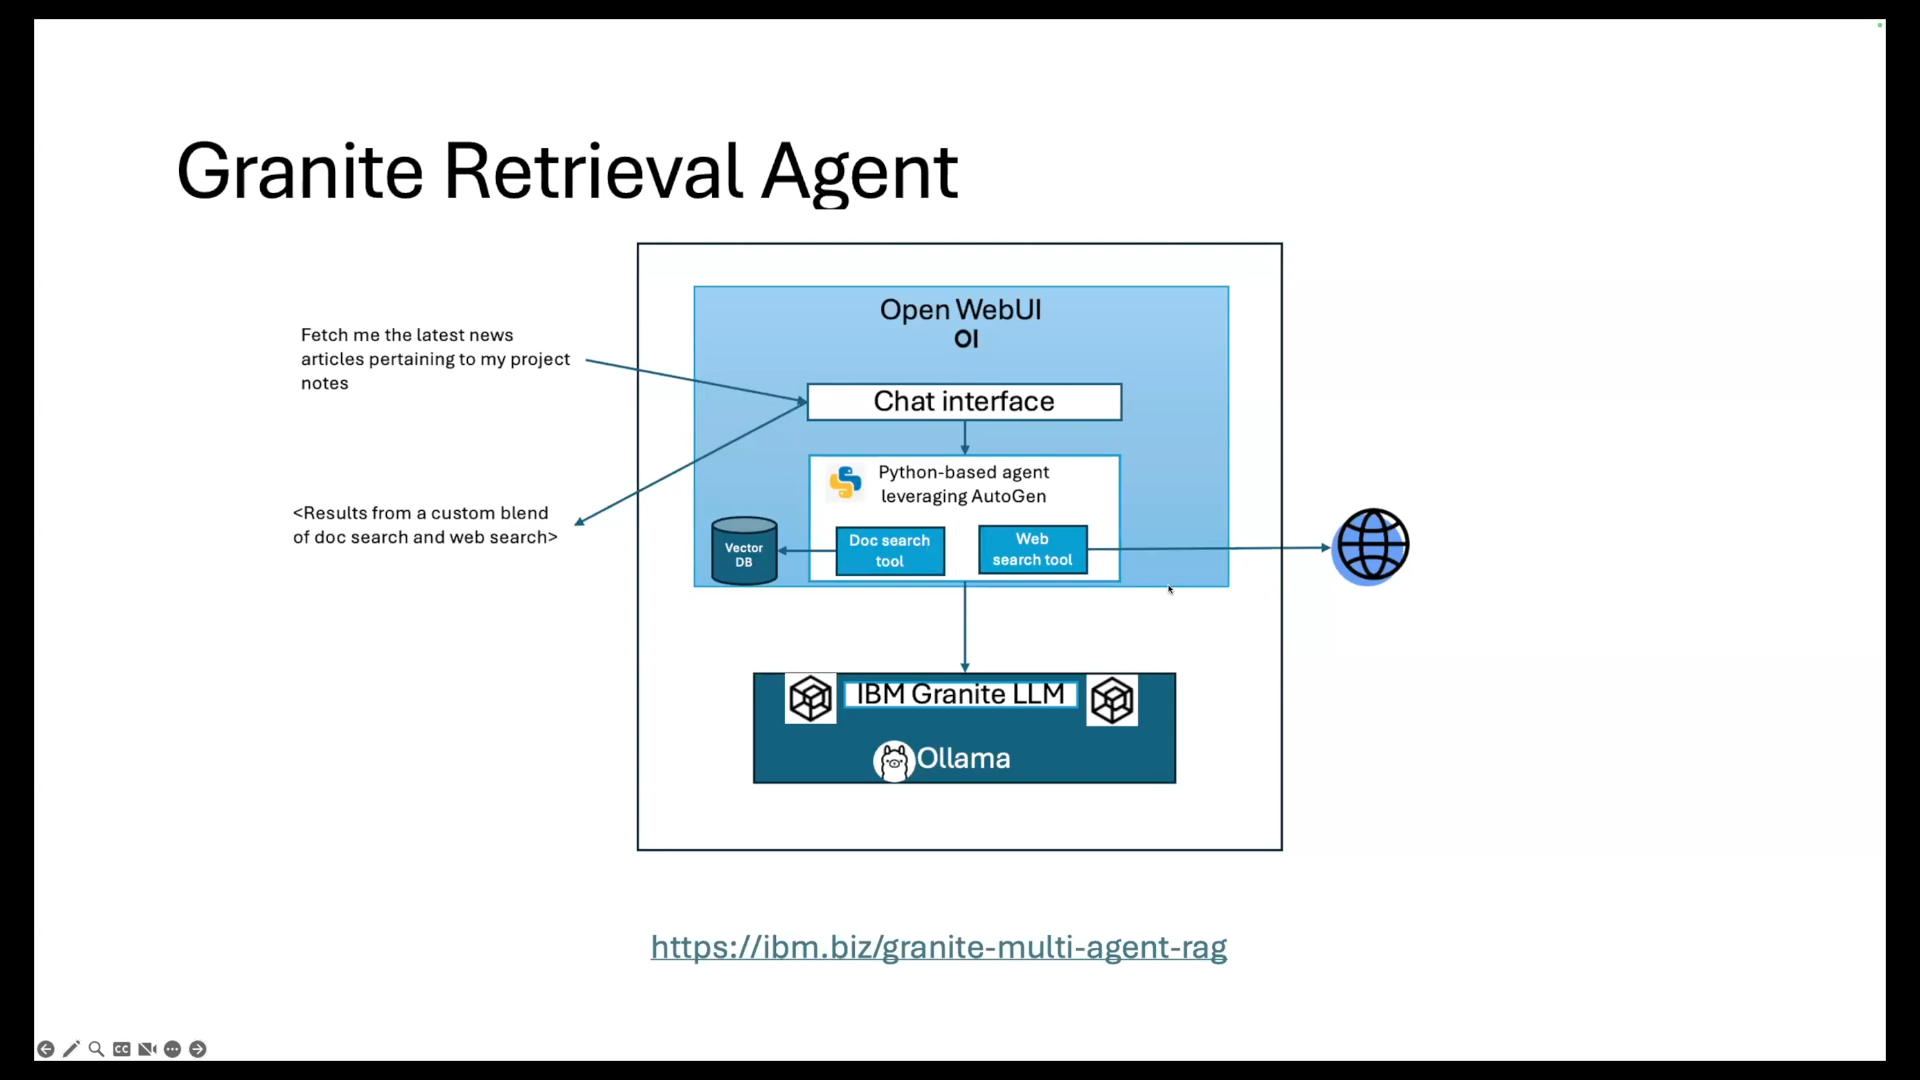 Granite Retrieval Agent
Fetch me the latest news
articles pertaining to my project
notes
<Results from a custom blend
of doc search and web search>
Open WebUI
OI
Chat interface
Python-based agent
leveraging AutoGen
Vector
DB
Doc search
tool
Web
search tool
IBM Granite LLM
Ollama
https://ibm.biz/granite-multi-agent-rag
CC